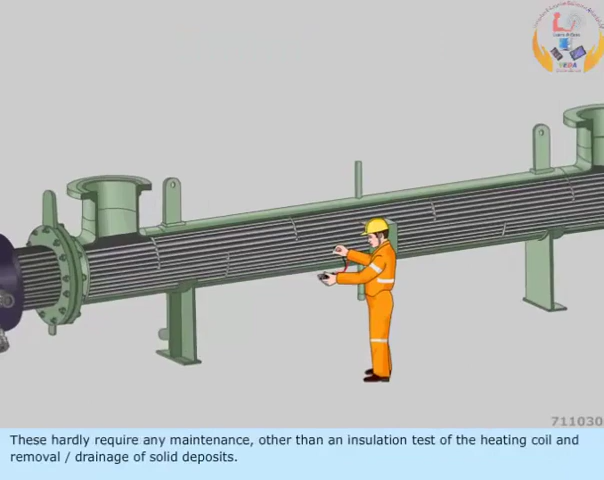 711030
These hardly require any maintenance, other than an insulation test of the heating coil and
removal / drainage of solid deposits.